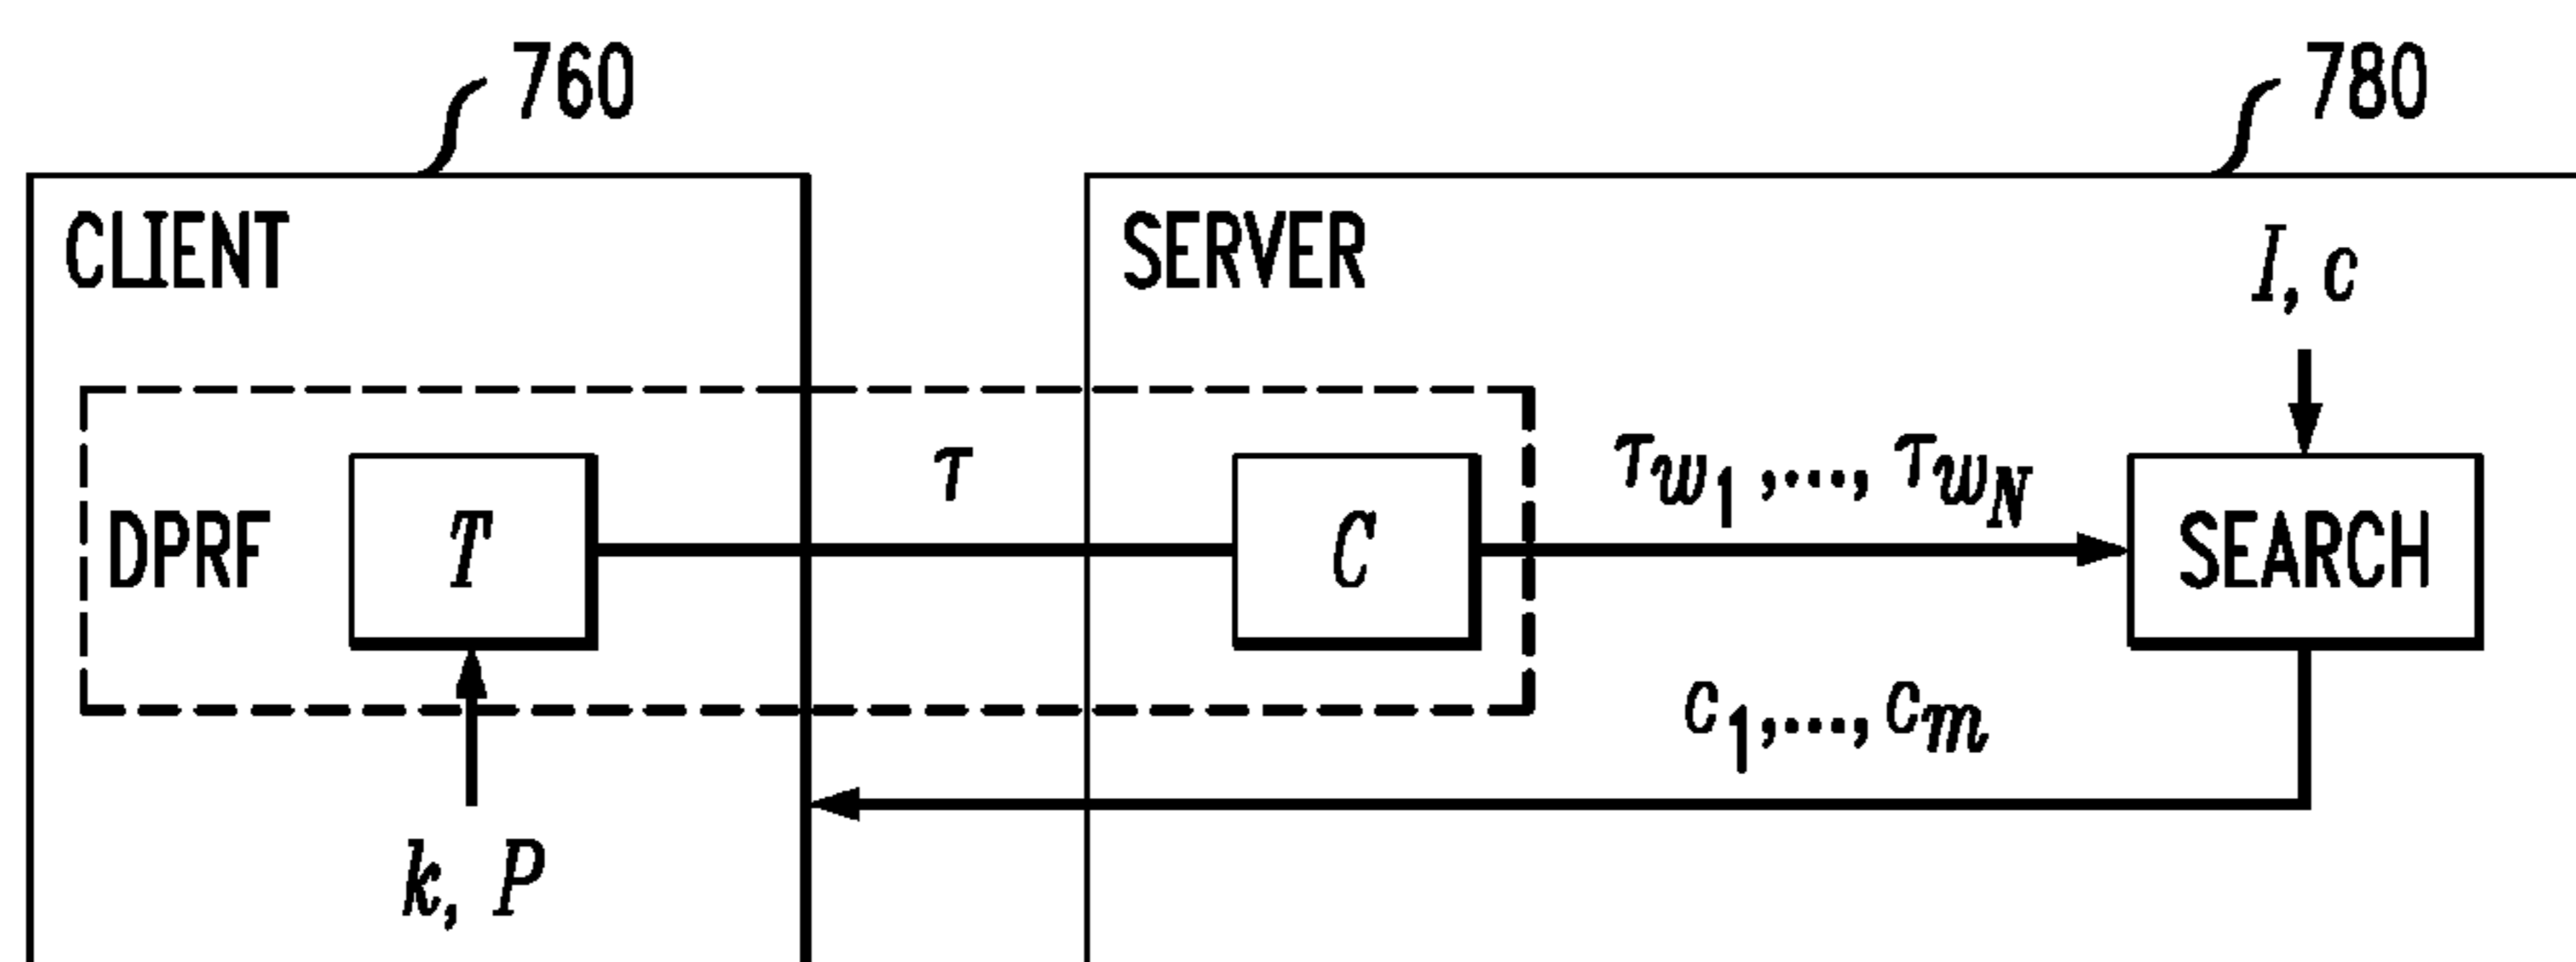 760
780
CLIENT
SERVER
I, c
τ
τw1 ,..., τwN
DPRF
T
C
SEARCH
c1,..., cm
k, P